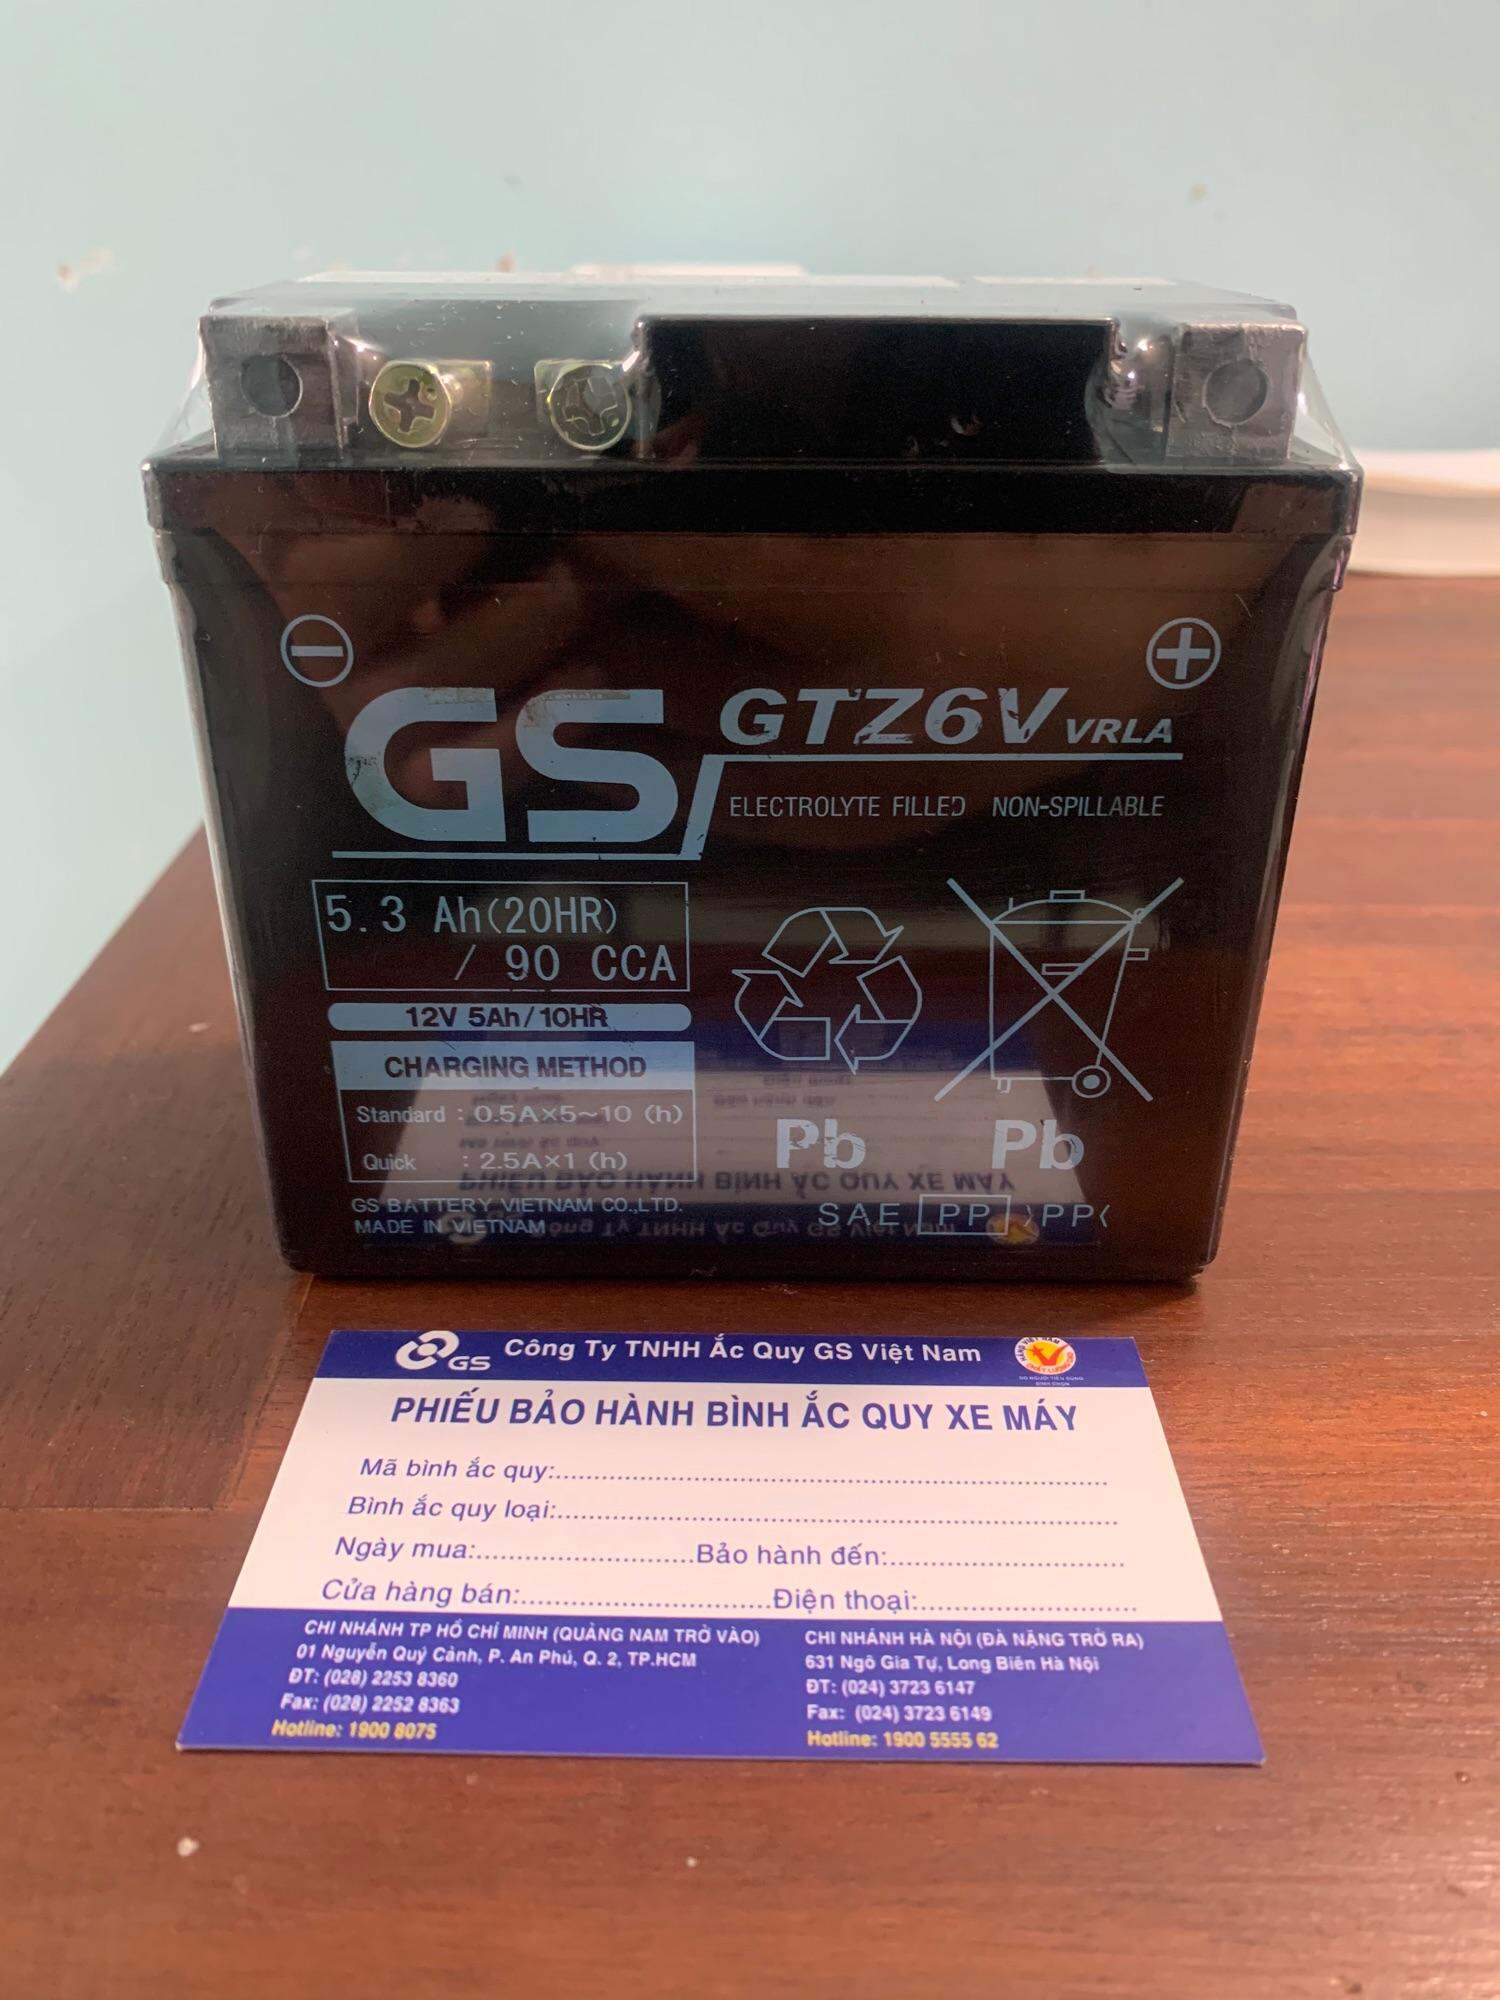 GS
GTZ6V VRLA
ELECTROLYTE FILLED NON-SPILLABLE
5.3 Ah(20HR)
/ 90 CCA
12V 5Ah/10HR
CHARGING METHOD
Standard : 0.5A×5~10 (h)
Quick : 2.5A×1 (h)
GS BATTERY VIETNAM CO.,LTD.
MADE IN VIETNAM
Pb Pb
SAE PP >PP<
GS Công Ty TNHH Ắc Quy GS Việt Nam
PHIẾU BẢO HÀNH BÌNH ẮC QUY XE MÁY
Mã bình ắc quy:
Bình ắc quy loại:
Ngày mua: Bảo hành đến:
Cửa hàng bán: Điện thoại:
CHI NHÁNH TP HỒ CHÍ MINH (QUẢNG NAM TRỞ VÀO)
01 Nguyễn Quý Cảnh, P. An Phú, Q. 2, TP.HCM
ĐT: (028) 2253 8360
Fax: (028) 2252 8363
Hotline: 1900 8075
CHI NHÁNH HÀ NỘI (ĐÀ NẴNG TRỞ RA)
631 Ngô Gia Tự, Long Biên Hà Nội
ĐT: (024) 3723 6147
Fax: (024) 3723 6149
Hotline: 1900 5555 62